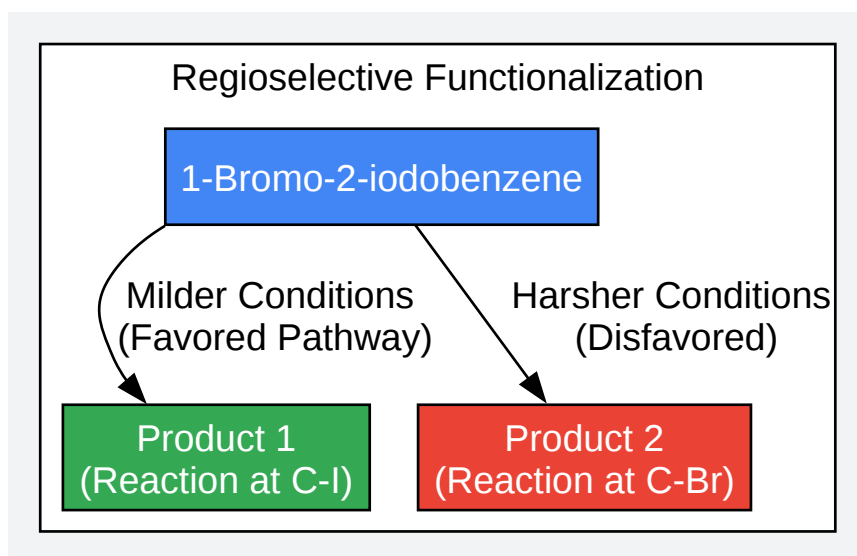 Regioselective Functionalization
1-Bromo-2-iodobenzene
Milder Conditions
(Favored Pathway)
Harsher Conditions
(Disfavored)
Product 1
(Reaction at C-I)
Product 2
(Reaction at C-Br)